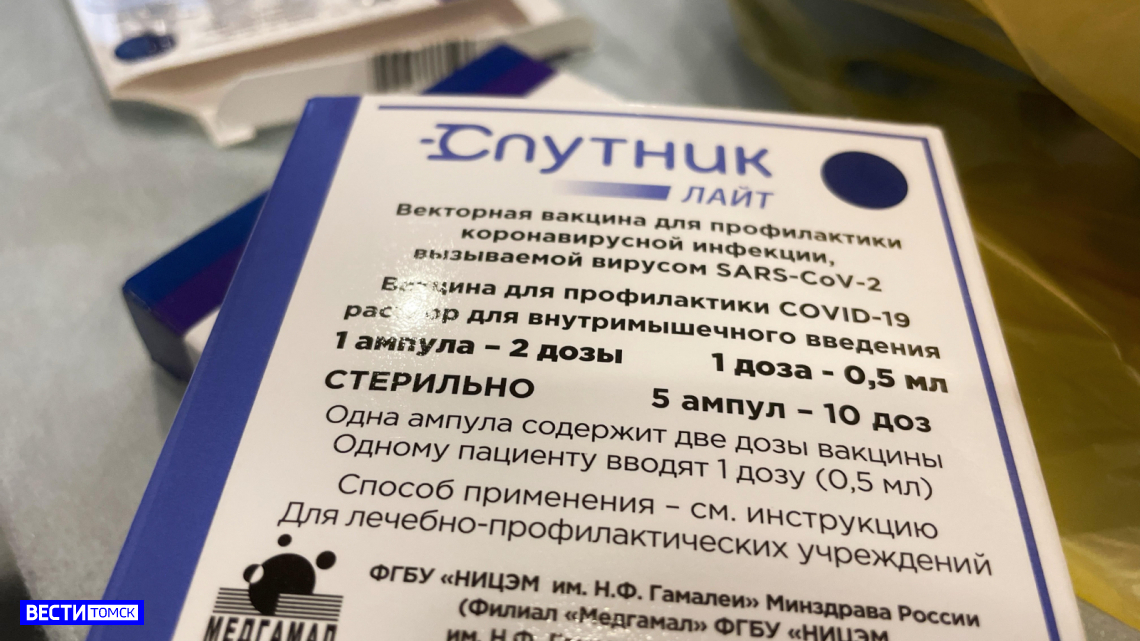 Спутник
ЛАЙТ
Векторная вакцина для профилактики
коронавирусной инфекции,
вызываемой вирусом SARS-CoV-2
Вакцина для профилактики COVID-19
раствор для внутримышечного введения
1 ампула – 2 дозы 1 доза - 0,5 мл
СТЕРИЛЬНО 5 ампул – 10 доз
Одна ампула содержит две дозы вакцины
Одному пациенту вводят 1 дозу (0,5 мл)
Способ применения – см. инструкцию
Для лечебно-профилактических учреждений
ФГБУ «НИЦЭМ им. Н.Ф. Гамалеи» Минздрава России
(Филиал «Медгамал» ФГБУ «НИЦЭМ
им. Н.Ф.
МЕДГАМАЛ
ВЕСТИ ТОМСК